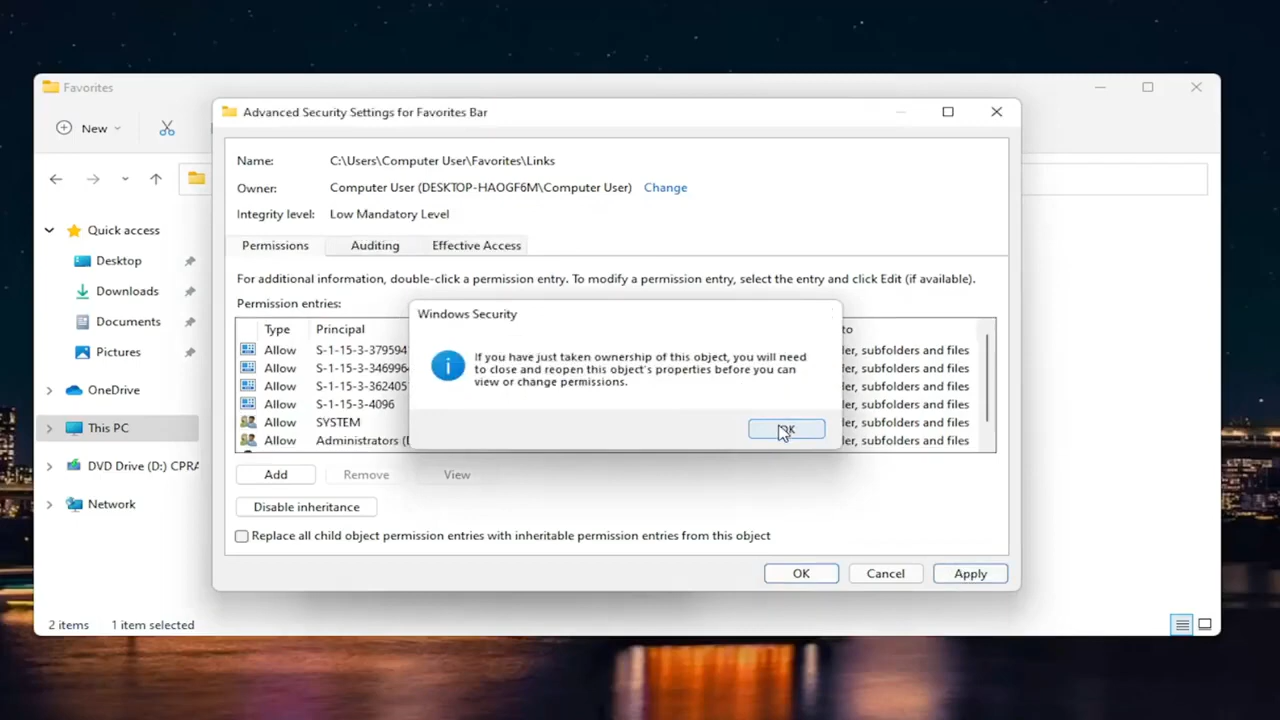 Favorites
New
Advanced Security Settings for Favorites Bar
Name: C:\Users\Computer User\Favorites\Links
Owner: Computer User (DESKTOP-HAOGF6M\Computer User) Change
Integrity level: Low Mandatory Level
Permissions Auditing Effective Access
For additional information, double-click a permission entry. To modify a permission entry, select the entry and click Edit (if available).
Permission entries:
Type Principal to
Allow S-1-15-3-379594 subfolders and files
Allow S-1-15-3-346996 subfolders and files
Allow S-1-15-3-362405 subfolders and files
Allow S-1-15-3-4096 subfolders and files
Allow SYSTEM subfolders and files
Allow Administrators ( subfolders and files
Windows Security
If you have just taken ownership of this object, you will need
to close and reopen this object's properties before you can
view or change permissions.
OK
Add Remove View
Disable inheritance
Replace all child object permission entries with inheritable permission entries from this object
OK Cancel Apply
Quick access
Desktop
Downloads
Documents
Pictures
OneDrive
This PC
DVD Drive (D:) CPRA
Network
2 items 1 item selected